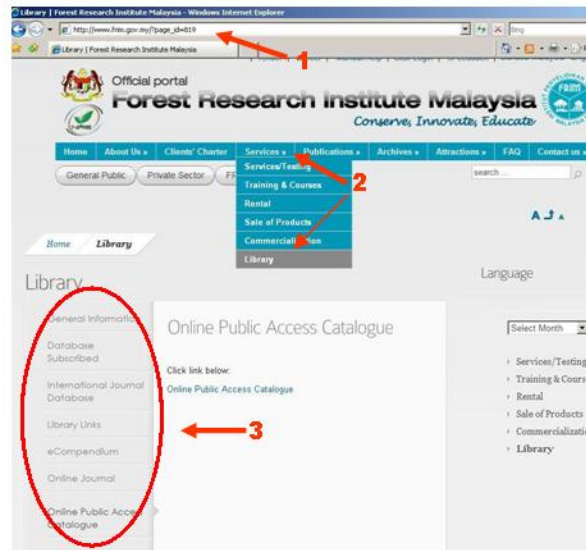 Library | Forest Research Institute Malaysia - Windows Internet Explorer
http://www.frim.gov.my/?page_id=819
Bing
Library | Forest Research Institute Malaysia
1
Official portal
Forest Research Institute Malaysia
Conserve, Innovate, Educate
FRIM
Home About Us » Clients' Charter Services » Publications » Archives » Attractions » FAQ Contact us »
General Public Private Sector
search ...
Services/Testing
2
Training & Courses
Rental
Sale of Products
Commercialization
Library
A A
Home Library
Library
Language
General Information
Online Public Access Catalogue
Select Month
Database
Subscribed
Click link below:
Services/Testing
International Journal
Database
Online Public Access Catalogue
Training & Cours
Rental
Library Links
3
Sale of Products
eCompendium
Commercializati
Online Journal
Library
Online Public Access
Catalogue